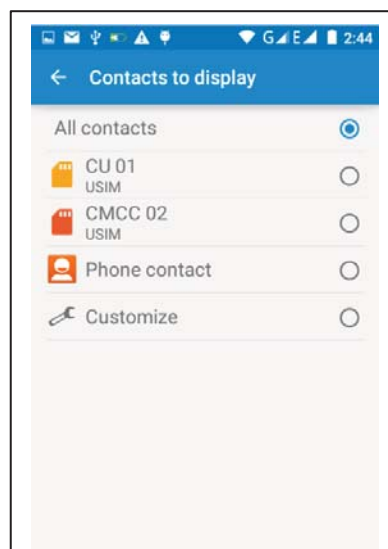 G E 2:44
Contacts to display
All contacts
CU 01
USIM
CMCC 02
USIM
Phone contact
Customize